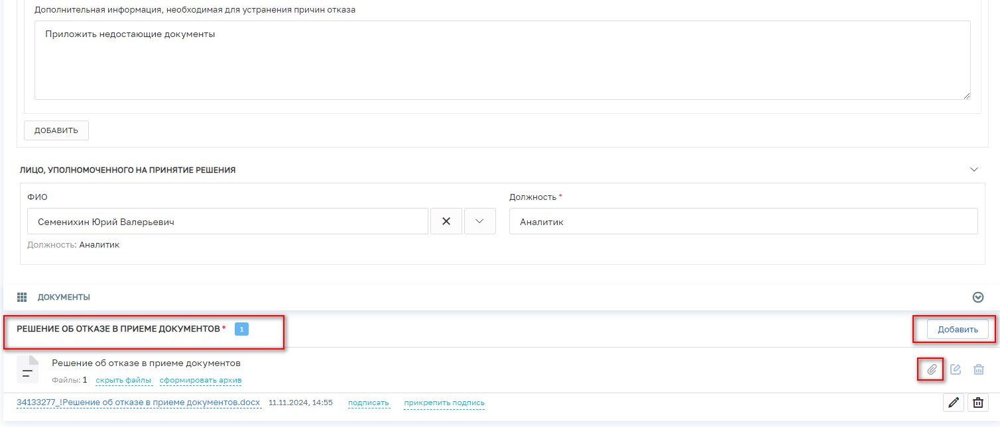 Дополнительная информация, необходимая для устранения причин отказа
Приложить недостающие документы
ДОБАВИТЬ
ЛИЦО, УПОЛНОМОЧЕННОГО НА ПРИНЯТИЕ РЕШЕНИЯ
ФИО
Должность *
Семенихин Юрий Валерьевич
Аналитик
Должность: Аналитик
ДОКУМЕНТЫ
РЕШЕНИЕ ОБ ОТКАЗЕ В ПРИЕМЕ ДОКУМЕНТОВ * 1
Добавить
Решение об отказе в приеме документов
Файлы: 1 скрыть файлы сформировать архив
34133277_!Решение об отказе в приеме документов.docx 11.11.2024, 14:55 подписать прикрепить подпись